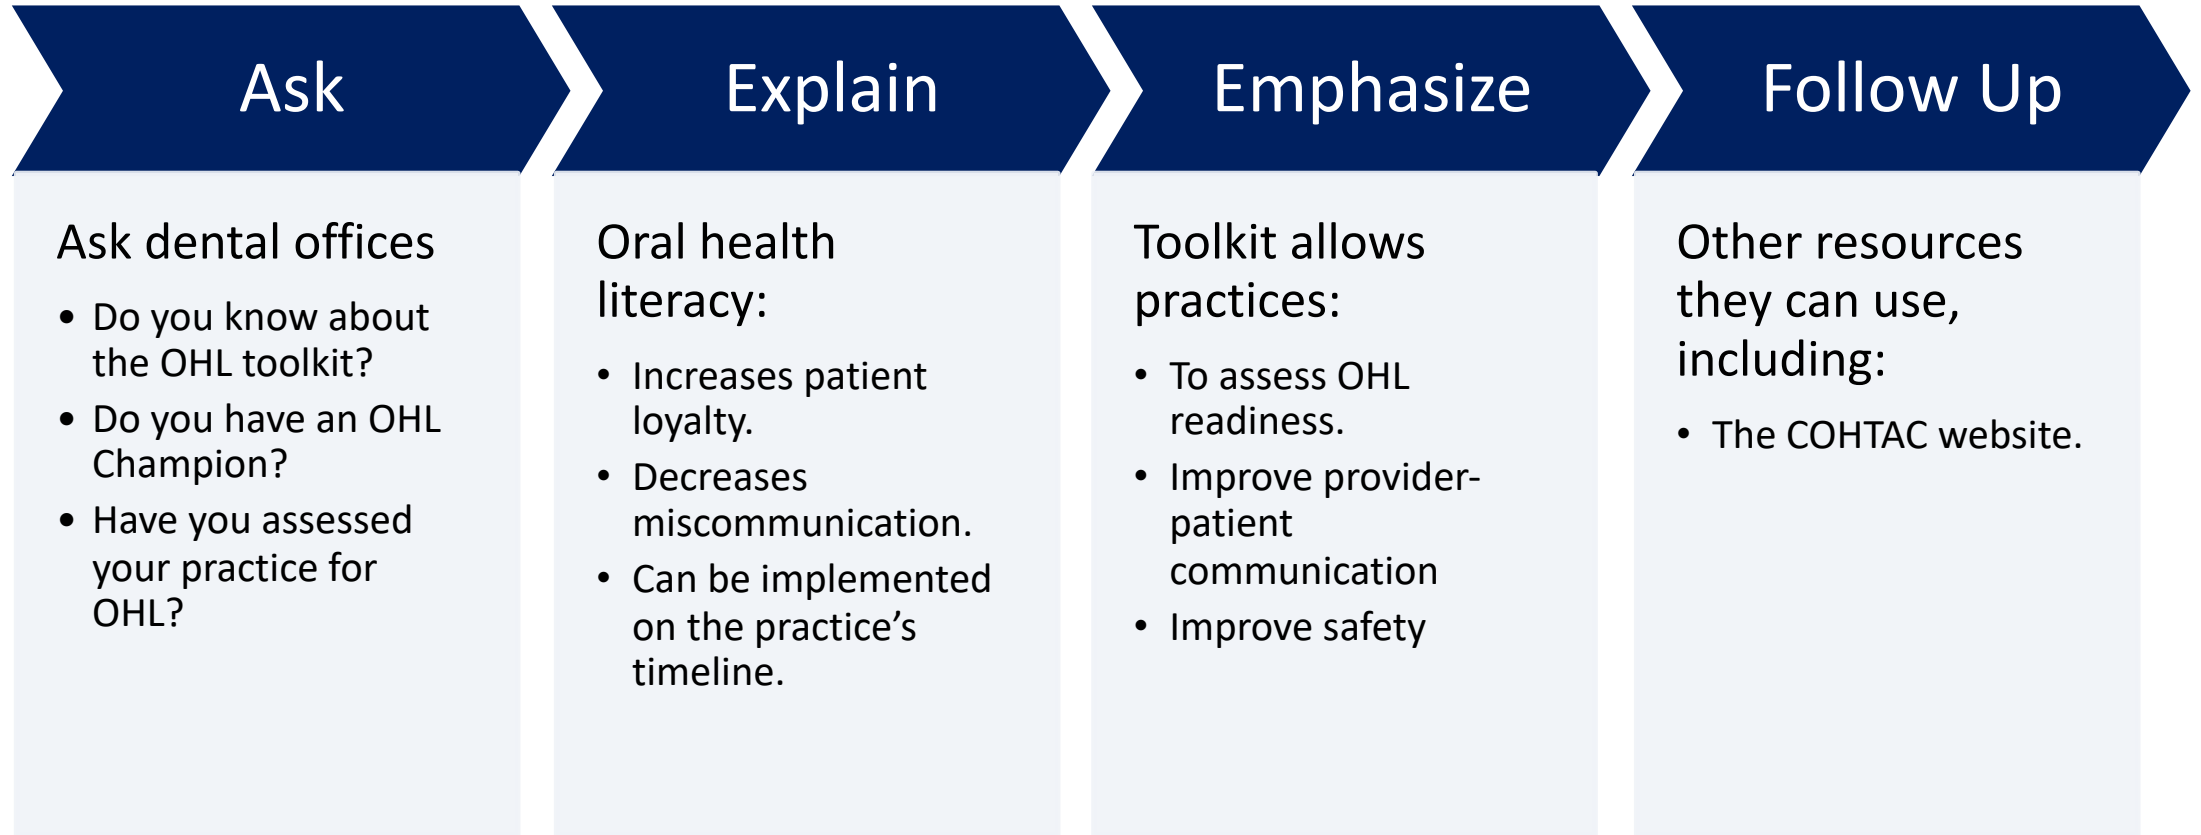 Ask
Ask dental offices
• Do you know about
the OHL toolkit?
• Do you have an OHL
Champion?
• Have you assessed
your practice for
OHL?
Explain
Oral health
literacy:
• Increases patient
loyalty.
• Decreases
miscommunication.
• Can be implemented
on the practice’s
timeline.
Emphasize
Toolkit allows
practices:
• To assess OHL
readiness.
• Improve provider-
patient
communication
• Improve safety
Follow Up
Other resources
they can use,
including:
• The COHTAC website.